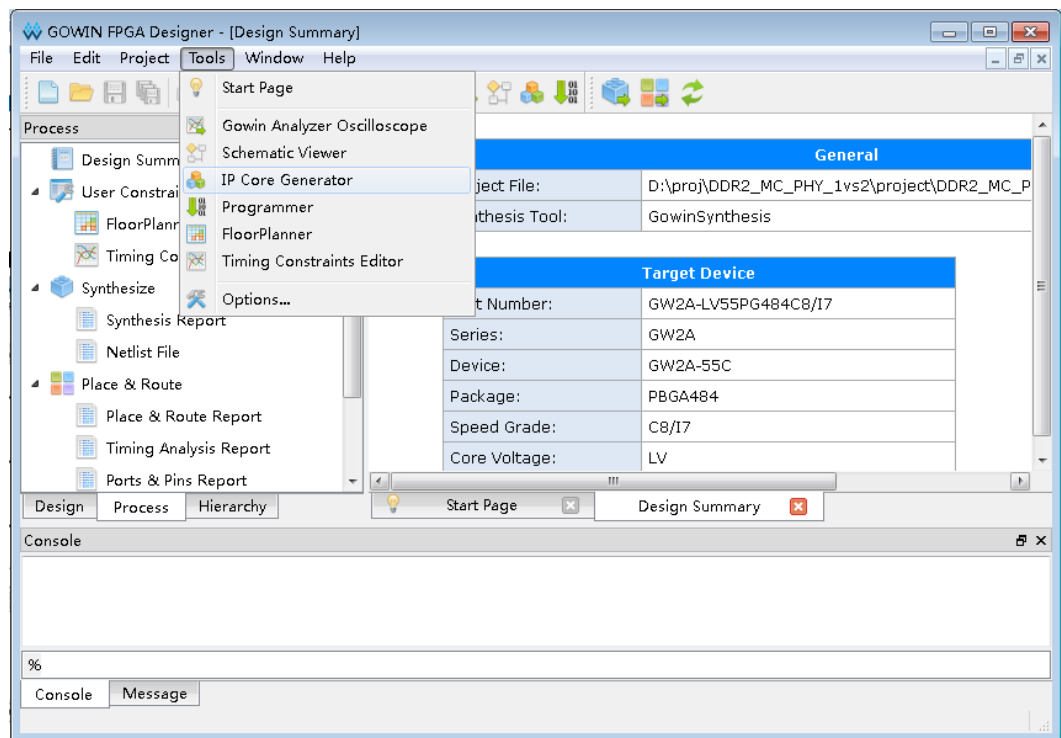 GOWIN FPGA Designer - [Design Summary]
File Edit Project Tools Window Help
Start Page
Gowin Analyzer Oscilloscope
Schematic Viewer
IP Core Generator
Programmer
FloorPlanner
Timing Constraints Editor
Options...
Process
Design Summ
User Constrai
FloorPlanr
Timing Co
Synthesize
Synthesis Report
Netlist File
Place & Route
Place & Route Report
Timing Analysis Report
Ports & Pins Report
Design Process Hierarchy
General
ject File: D:\proj\DDR2_MC_PHY_1vs2\project\DDR2_MC_P
thesis Tool: GowinSynthesis
Target Device
t Number: GW2A-LV55PG484C8/I7
Series: GW2A
Device: GW2A-55C
Package: PBGA484
Speed Grade: C8/I7
Core Voltage: LV
Start Page Design Summary
Console
%
Console Message